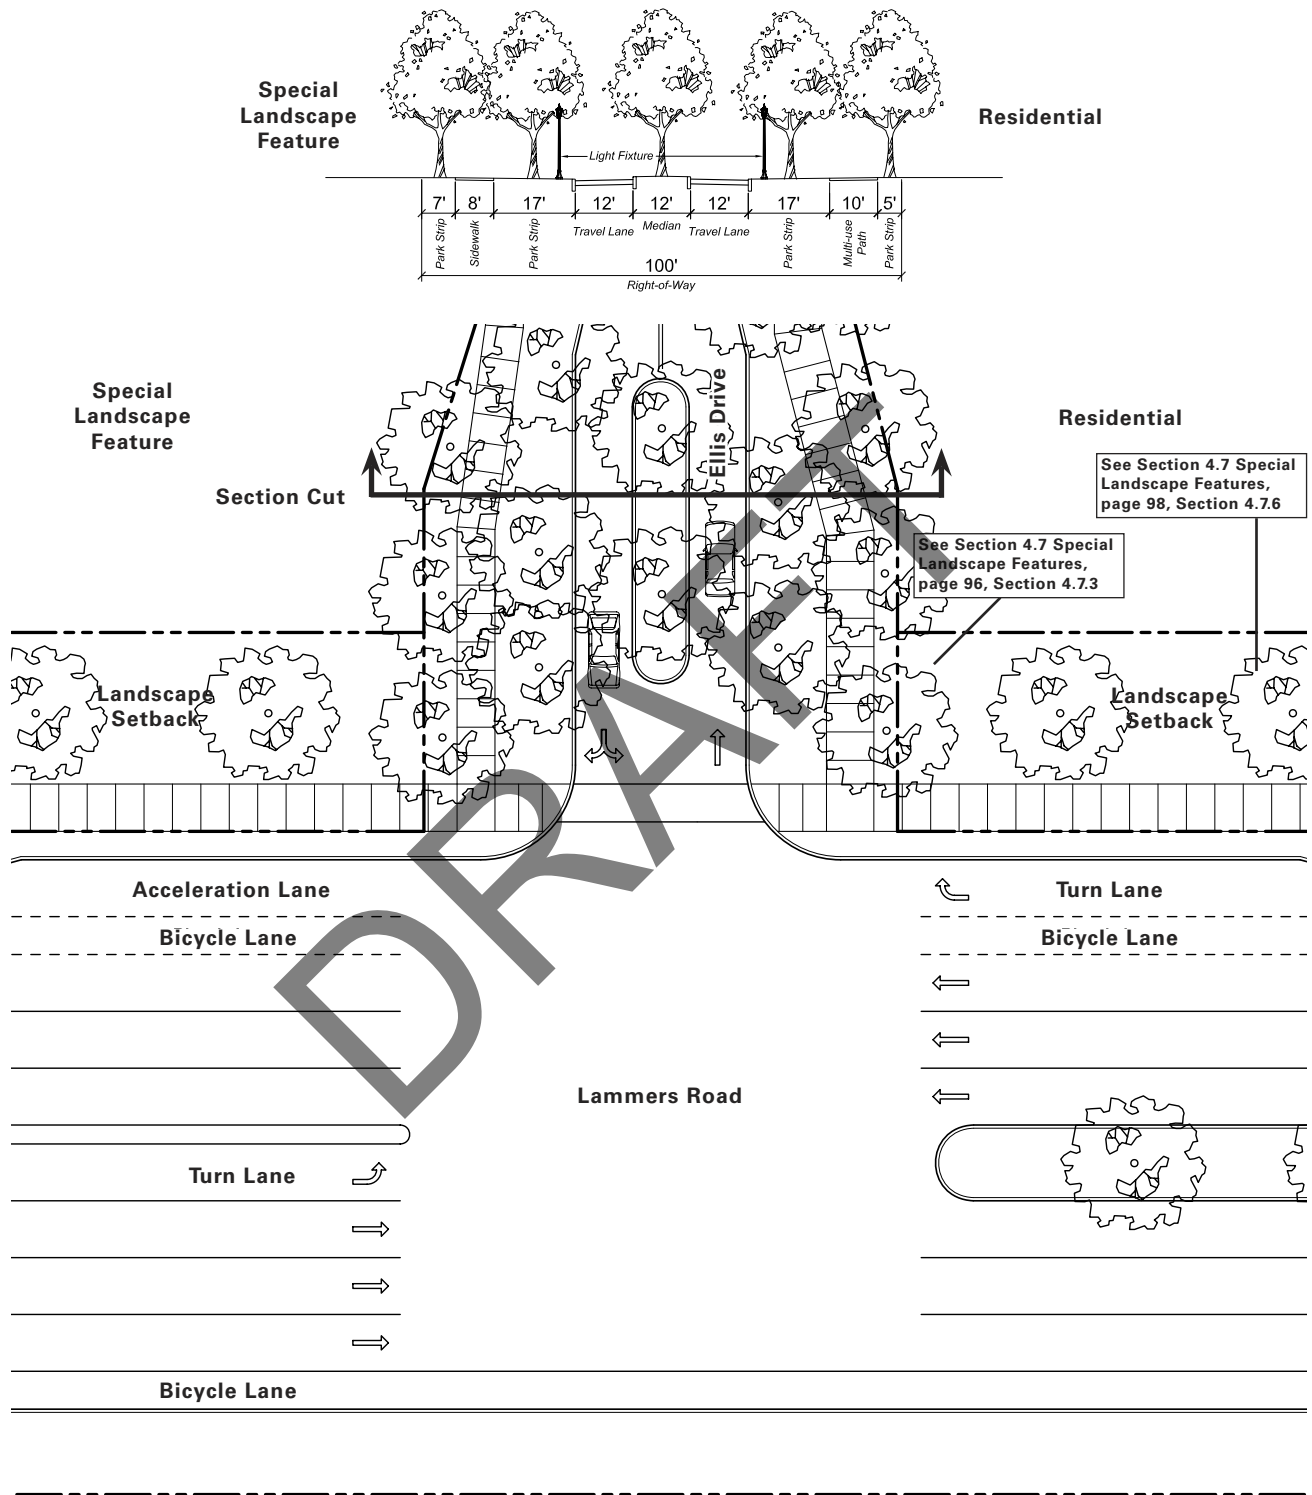 Special
Landscape
Feature
Residential
Light Fixture
7' 8' 17' 12' 12' 12' 17' 10' 5'
Park Strip
Sidewalk
Park Strip
Travel Lane
Median
Travel Lane
Park Strip
Multi-use
Path
Park Strip
100'
Right-of-Way
Special
Landscape
Feature
Ellis Drive
Residential
Section Cut
See Section 4.7 Special
Landscape Features,
page 98, Section 4.7.6
See Section 4.7 Special
Landscape Features,
page 96, Section 4.7.3
Landscape
Setback
Landscape
Setback
DRAFT
Acceleration Lane
Turn Lane
Bicycle Lane
Bicycle Lane
Lammers Road
Turn Lane
Bicycle Lane